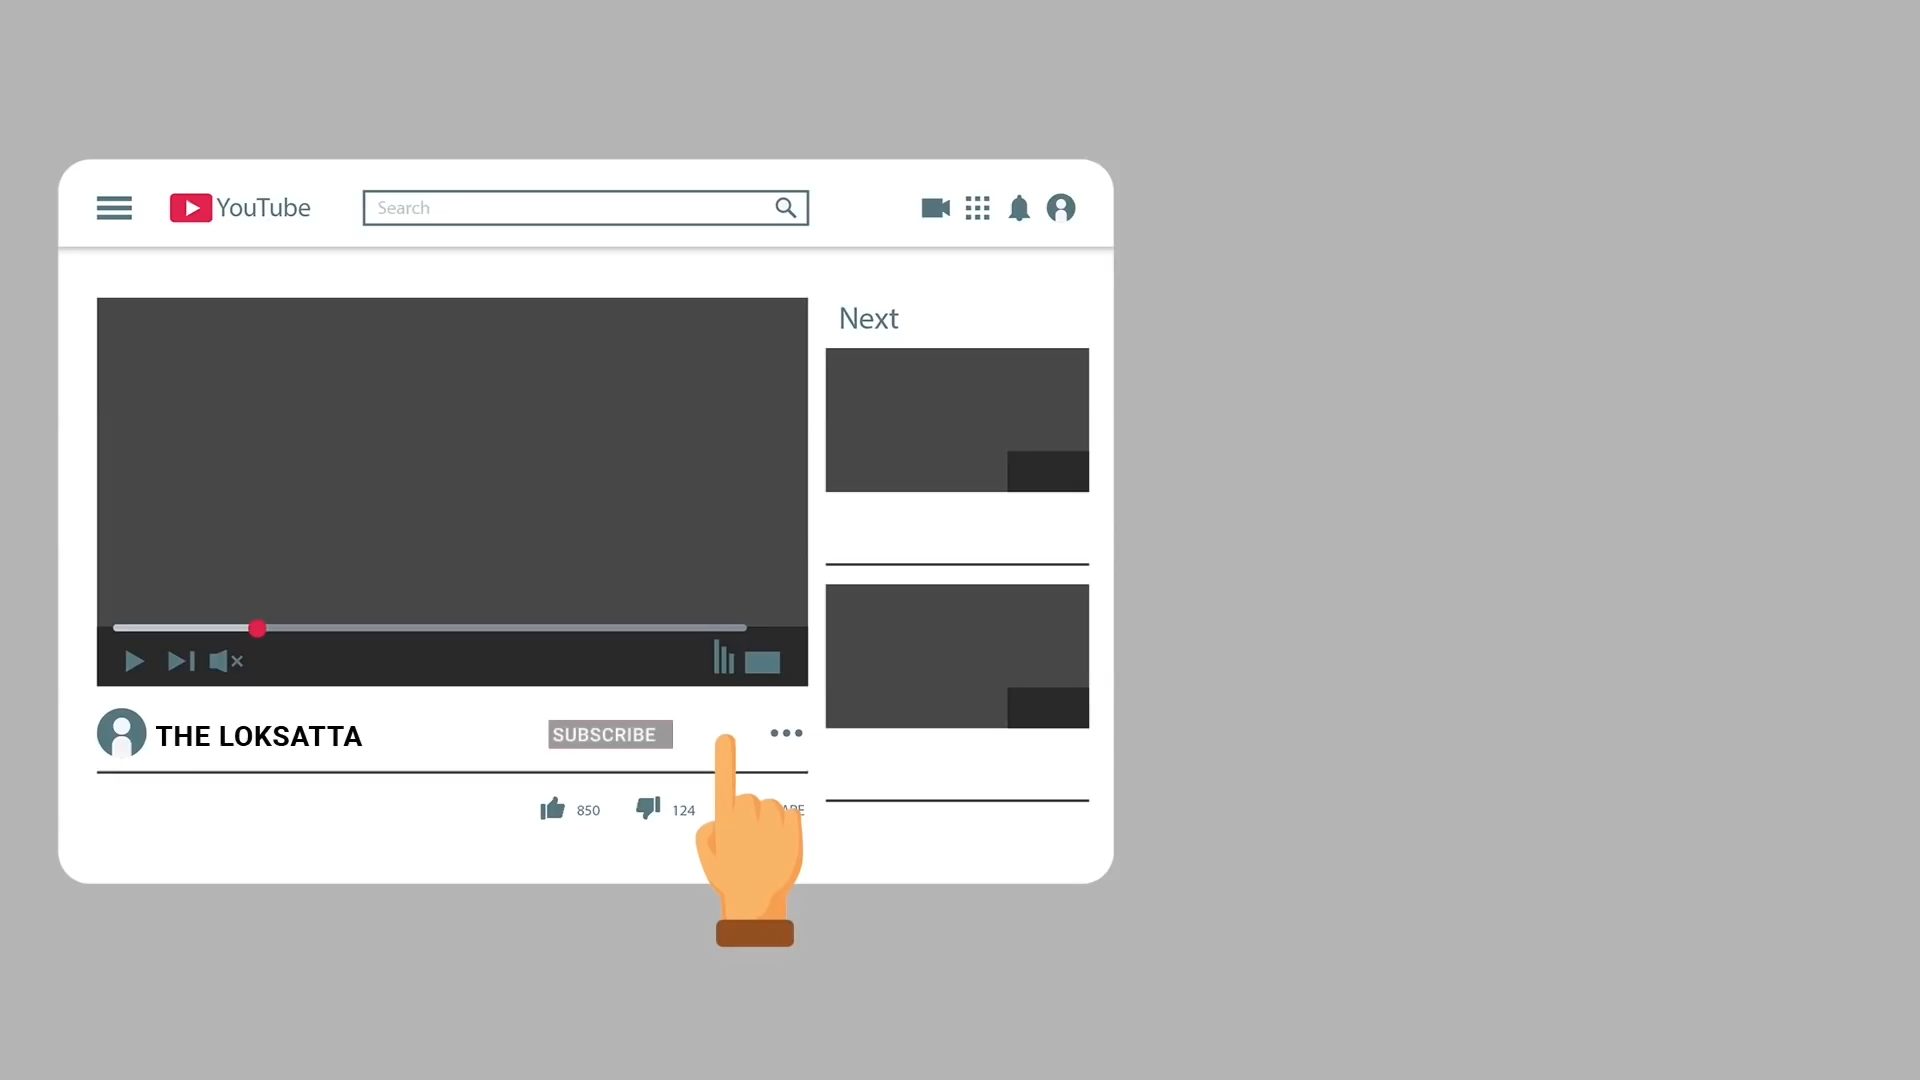 YouTube
Search
Next
THE LOKSATTA
SUBSCRIBE
850
124